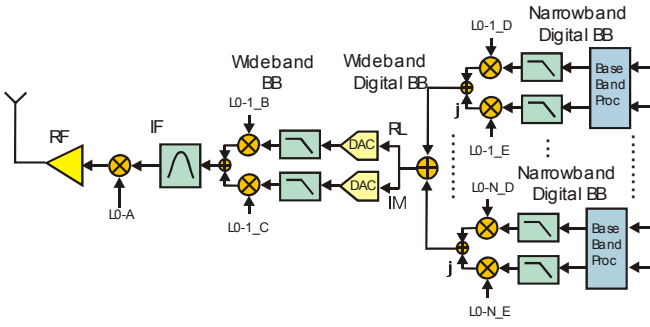 Narrowband
Digital BB
L0-1_D
Wideband
BB
Wideband
Digital BB
Base
Band
Proc
L0-1_B
j
RF
IF
DAC
RL
L0-1_E
DAC
IM
Narrowband
Digital BB
L0-A
L0-1_C
L0-N_D
Base
Band
Proc
j
L0-N_E